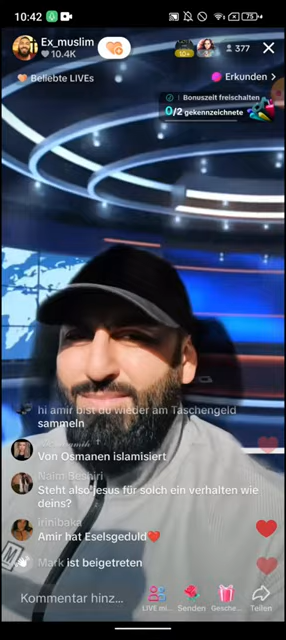 10:42
75
Ex_muslim
10.4K
10+
377
Beliebte LIVEs
Erkunden >
Bonuszeit freischalten
0/2 gekennzeichnete
hi amir bist du wieder am Taschengeld
sammeln
Von Osmanen islamisiert
Naim Beshiri
Steht also jesus für solch ein verhalten wie
deins?
irinibaka
Amir hat Eselsgeduld❤️
Mark ist beigetreten
Kommentar hinz...
LIVE mi...
Senden
Gesche...
Teilen